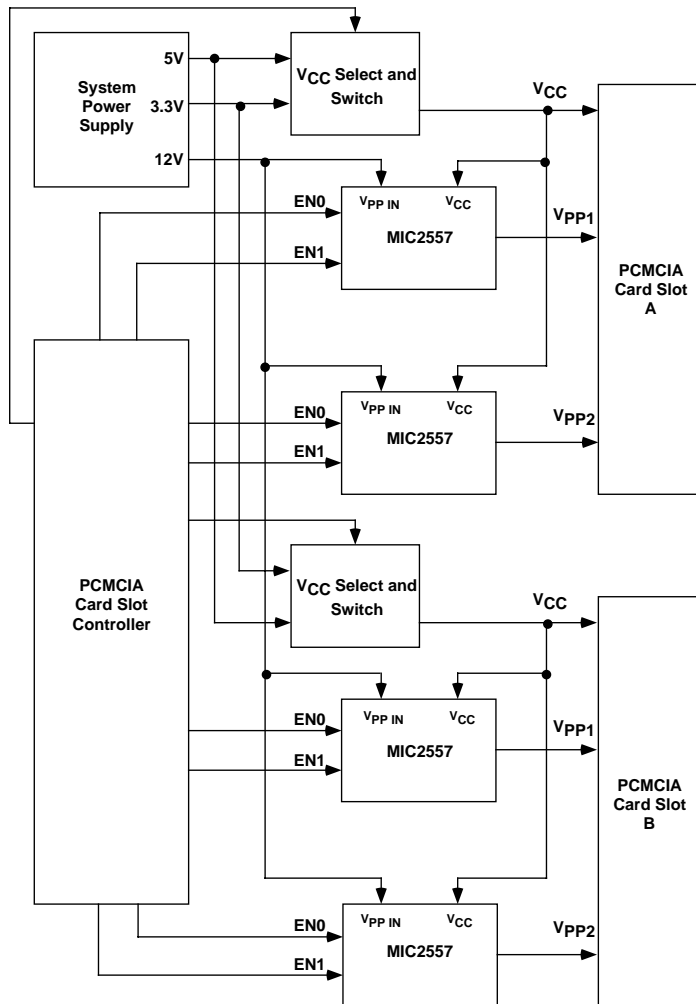 5V
System
Power
Supply
3.3V
12V
VCC Select and
Switch
VCC
EN0
VPP IN
VCC
MIC2557
EN1
VPP1
PCMCIA
Card Slot
A
EN0
VPP IN
VCC
MIC2557
EN1
VPP2
PCMCIA
Card Slot
Controller
VCC Select and
Switch
VCC
EN0
VPP IN
VCC
MIC2557
EN1
VPP1
PCMCIA
Card Slot
B
EN0
VPP IN
VCC
MIC2557
EN1
VPP2